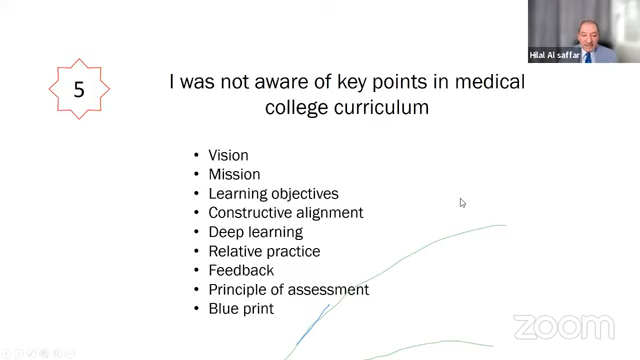 Hilal Al saffar
5
I was not aware of key points in medical
college curriculum
• Vision
• Mission
• Learning objectives
• Constructive alignment
• Deep learning
• Relative practice
• Feedback
• Principle of assessment
• Blue print
zoom